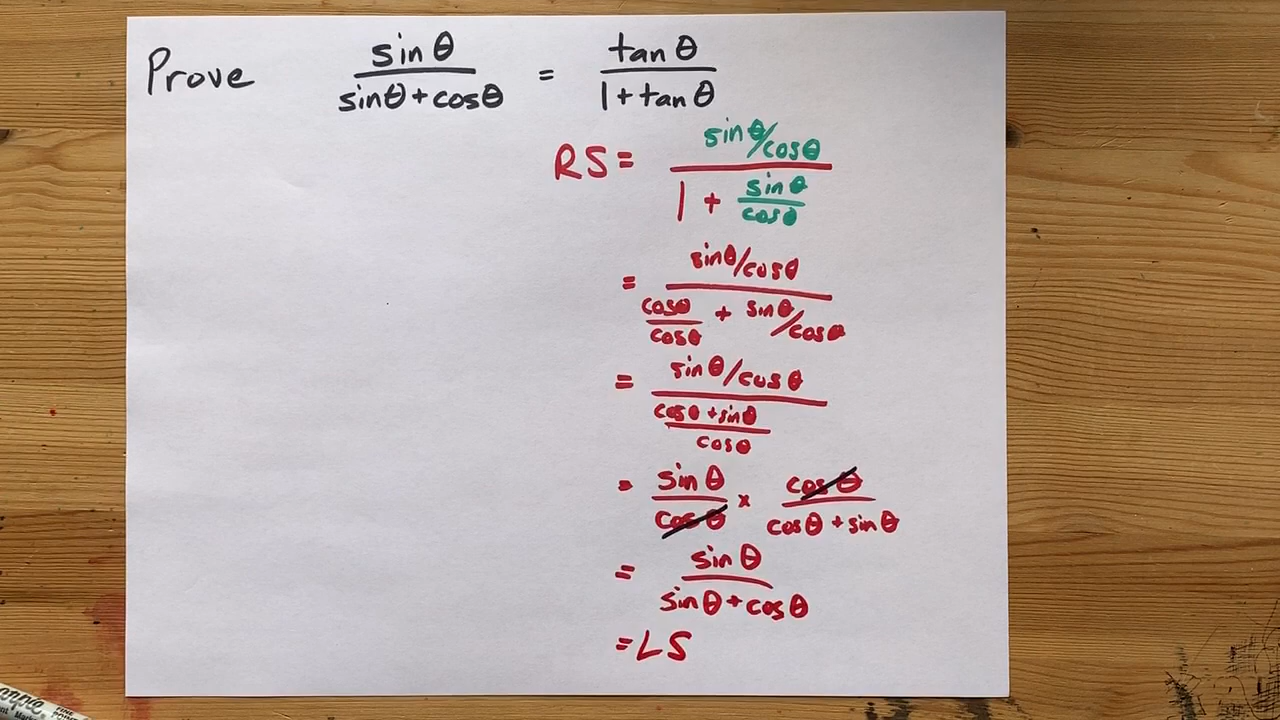 Prove sinθ/(sinθ+cosθ) = tanθ/(1+tanθ)
RS = (sinθ/cosθ)/(1 + sinθ/cosθ)
= (sinθ/cosθ)/(cosθ/cosθ + sinθ/cosθ)
= (sinθ/cosθ)/((cosθ+sinθ)/cosθ)
= sinθ/cosθ × cosθ/(cosθ+sinθ)
= sinθ/(sinθ+cosθ)
= LS